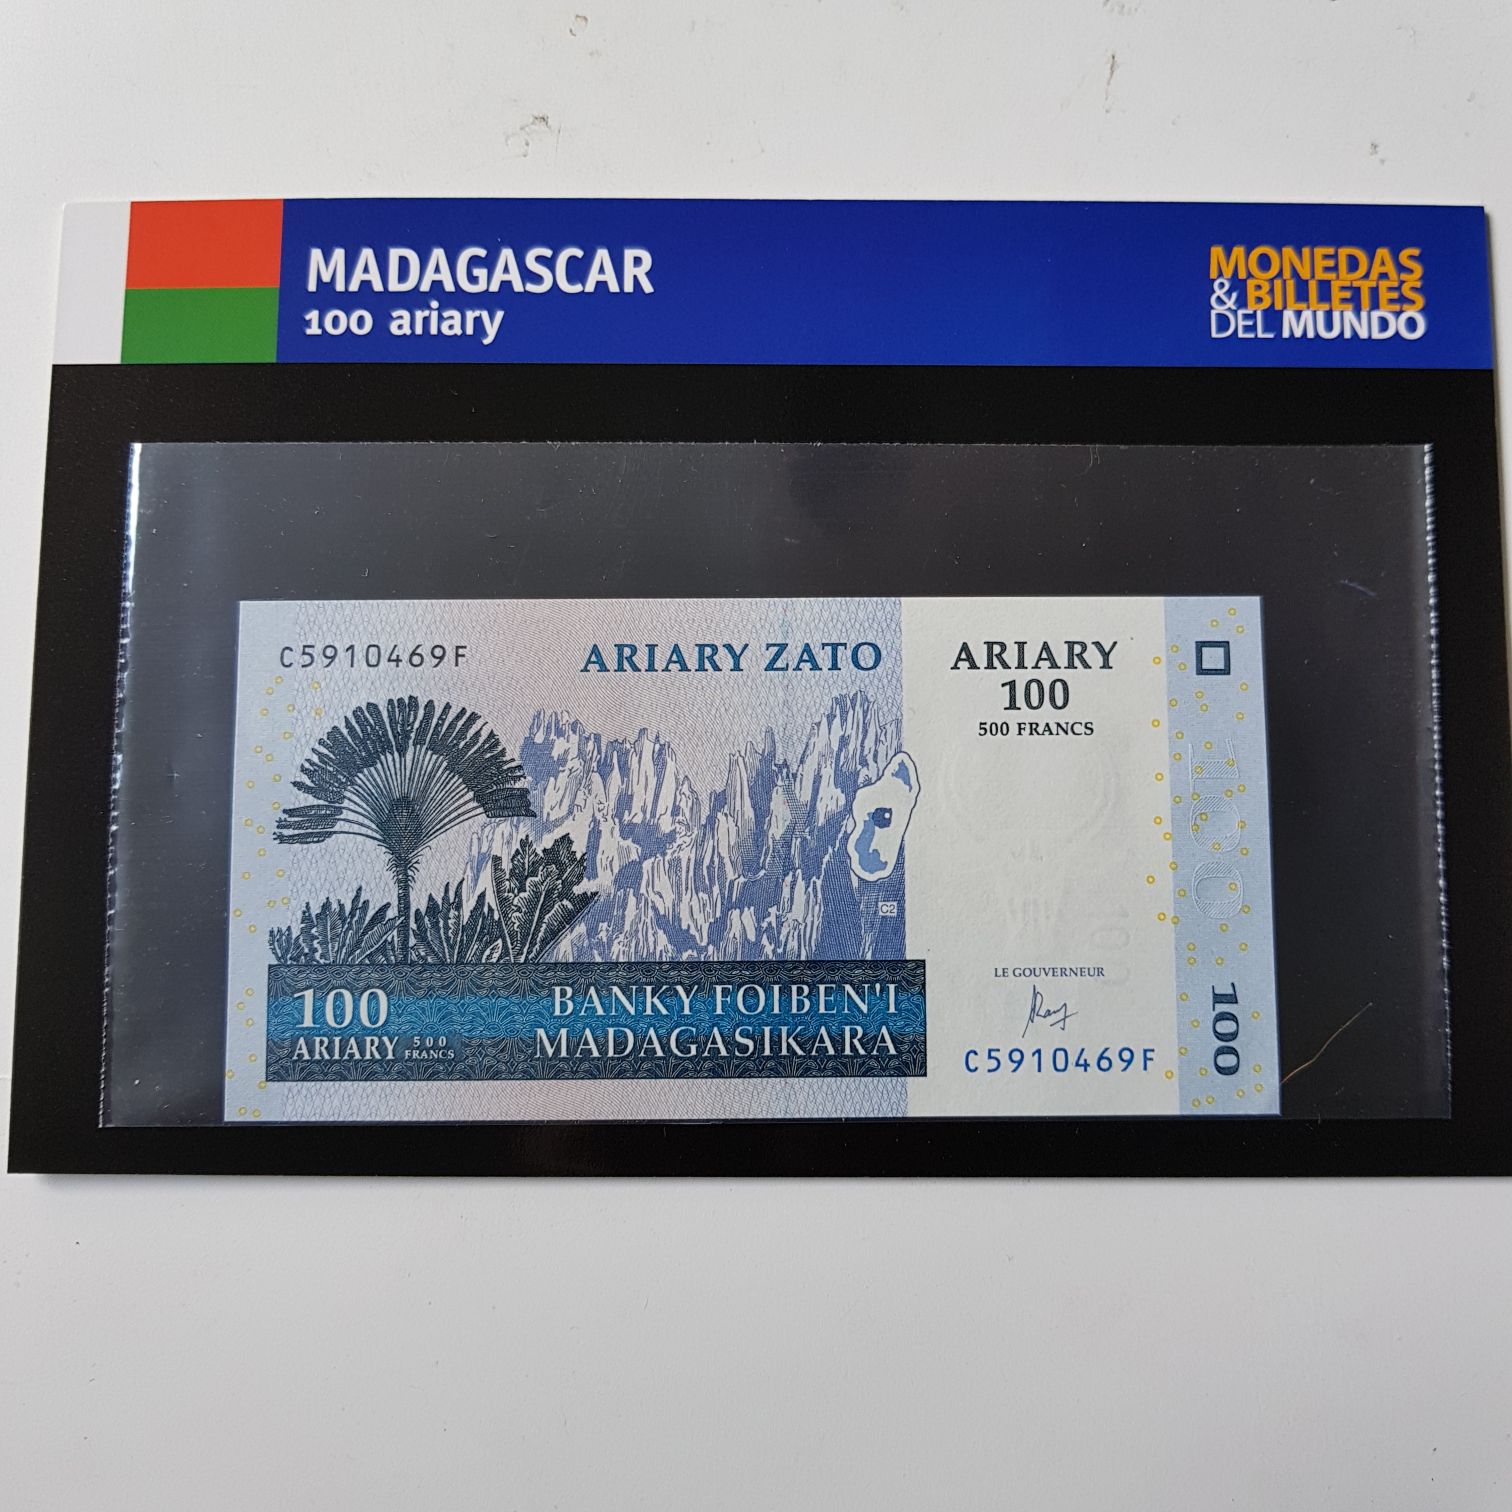 MADAGASCAR
100 ariary
MONEDAS
& BILLETES
DEL MUNDO
C5910469F
ARIARY ZATO
ARIARY
100
500 FRANCS
100
C2
LE GOUVERNEUR
100
ARIARY 500 FRANCS
BANKY FOIBEN'I
MADAGASIKARA
C5910469F
100